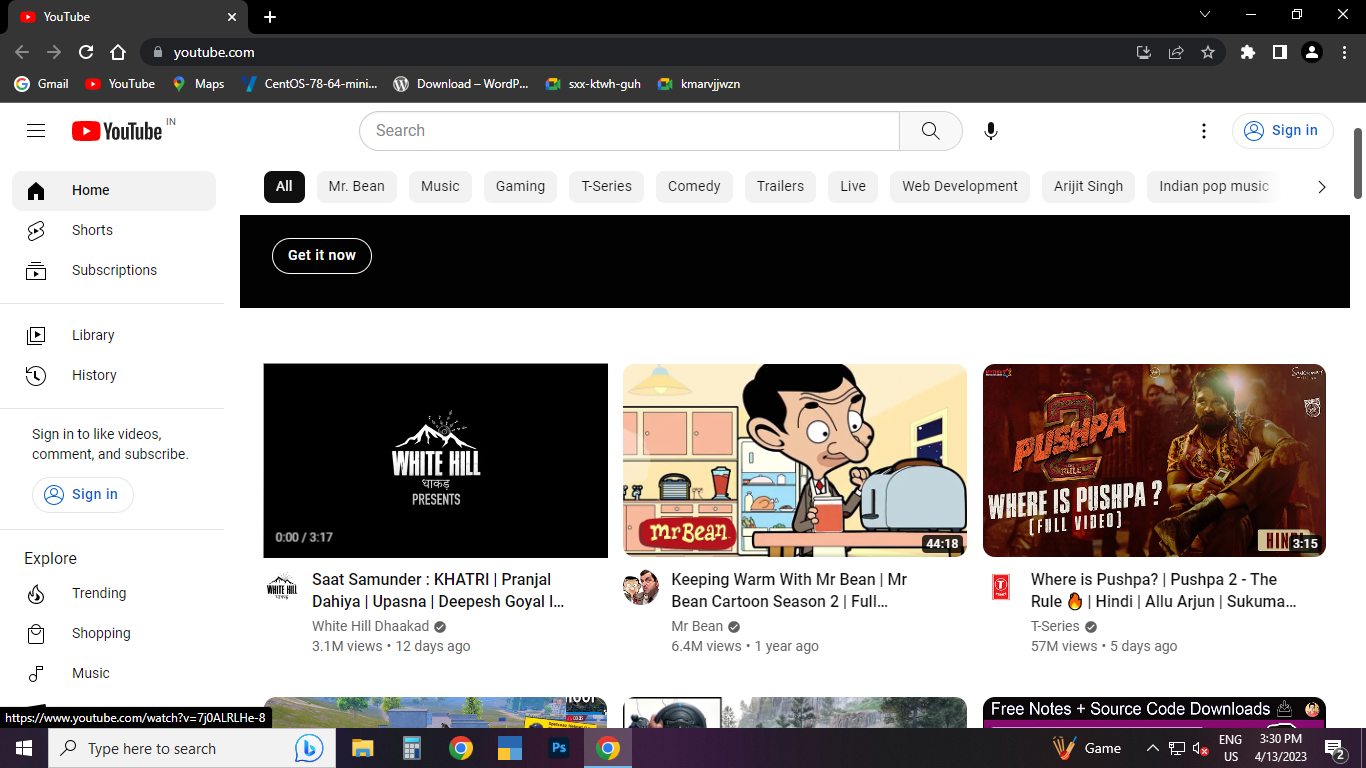 YouTube
youtube.com
Gmail
YouTube
Maps
CentOS-78-64-mini...
Download – WordP...
sxx-ktwh-guh
kmarvjjwzn
YouTube IN
Search
Sign in
Home
Shorts
Subscriptions
Library
History
Sign in to like videos,
comment, and subscribe.
Sign in
Explore
Trending
Shopping
Music
All
Mr. Bean
Music
Gaming
T-Series
Comedy
Trailers
Live
Web Development
Arijit Singh
Indian pop music
Get it now
WHITE HILL
धाकड़
PRESENTS
0:00 / 3:17
Saat Samunder : KHATRI | Pranjal
Dahiya | Upasna | Deepesh Goyal I...
White Hill Dhaakad
3.1M views • 12 days ago
mr Bean
44:18
Keeping Warm With Mr Bean | Mr
Bean Cartoon Season 2 | Full...
Mr Bean
6.4M views • 1 year ago
2
PUSHPA
THE RULE
WHERE IS PUSHPA ?
(FULL VIDEO)
3:15
Where is Pushpa? | Pushpa 2 - The
Rule 🔥 | Hindi | Allu Arjun | Sukuma...
T-Series
57M views • 5 days ago
Free Notes + Source Code Downloads
https://www.youtube.com/watch?v=7j0ALRLHe-8
Type here to search
Ps
Game
ENG
US
3:30 PM
4/13/2023
2